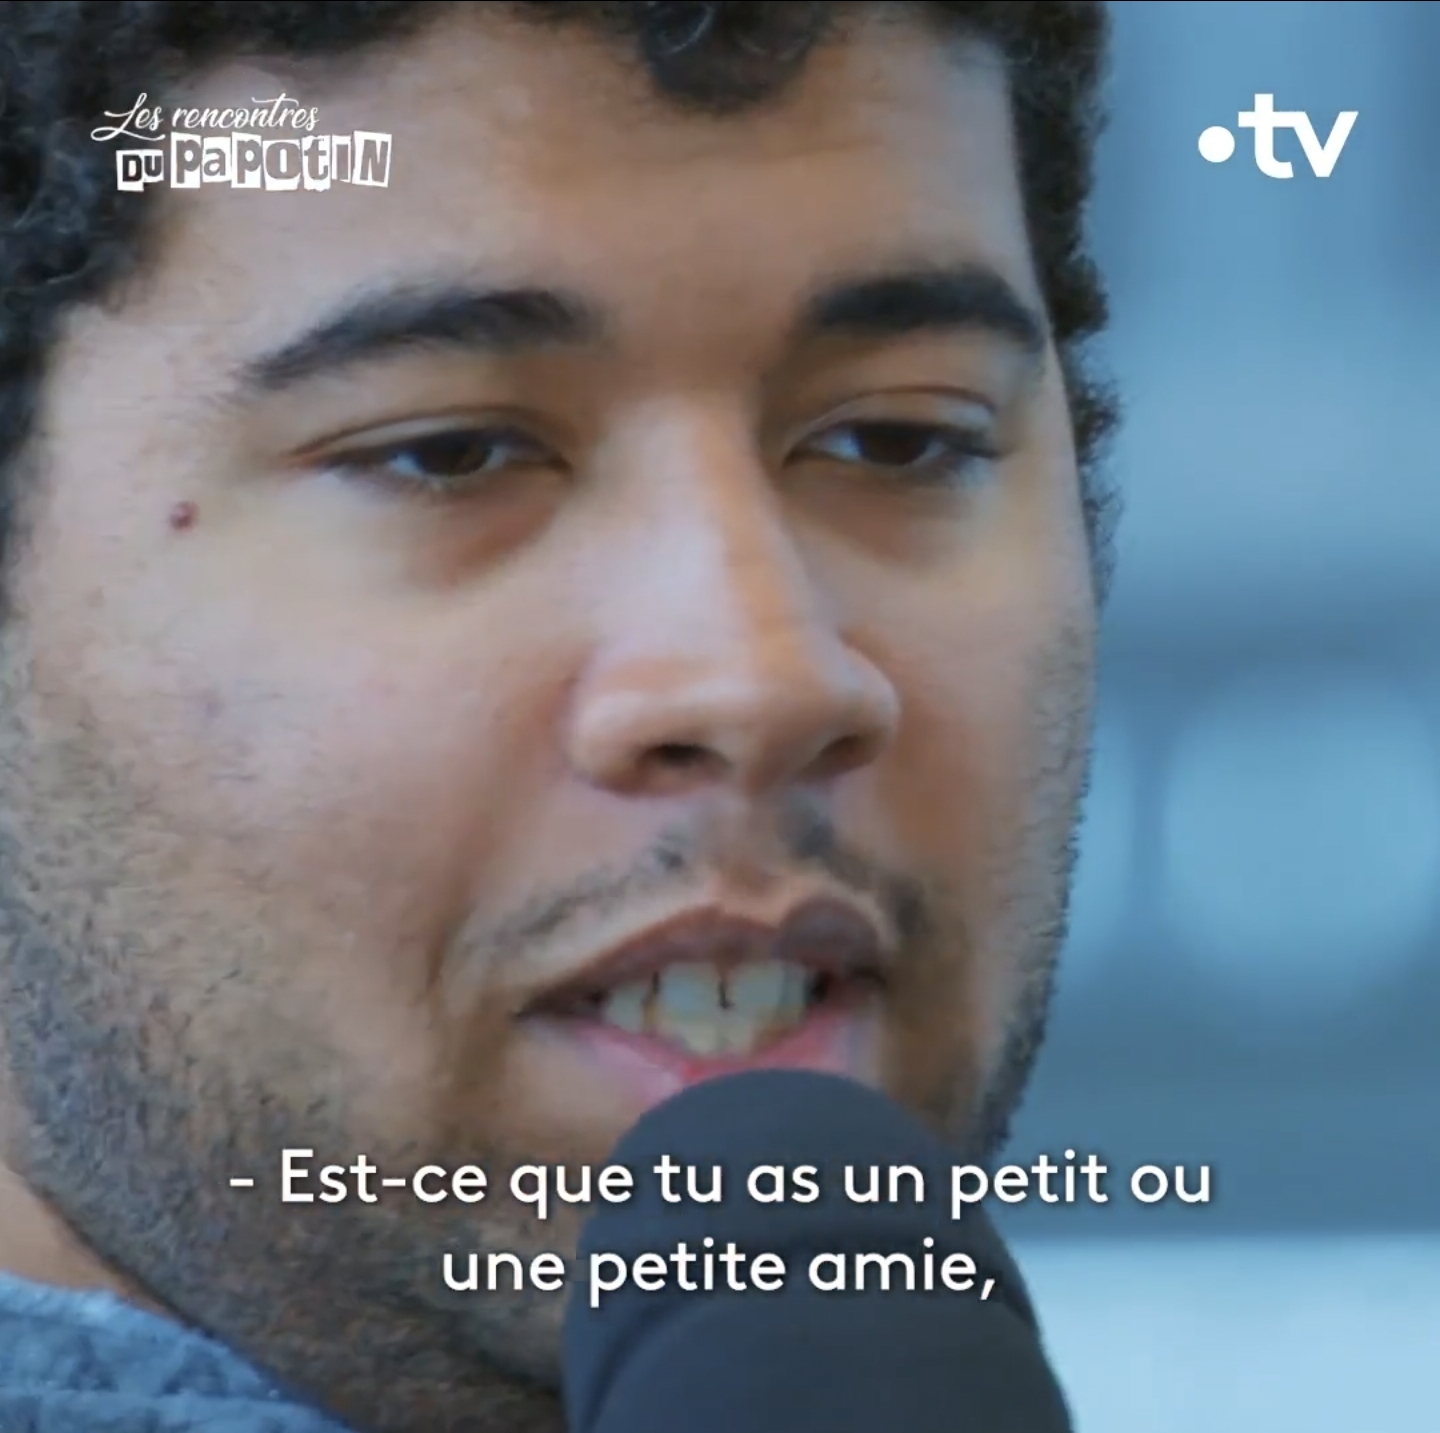 Les rencontres
DU PAPOTIN
•tv
- Est-ce que tu as un petit ou
une petite amie,